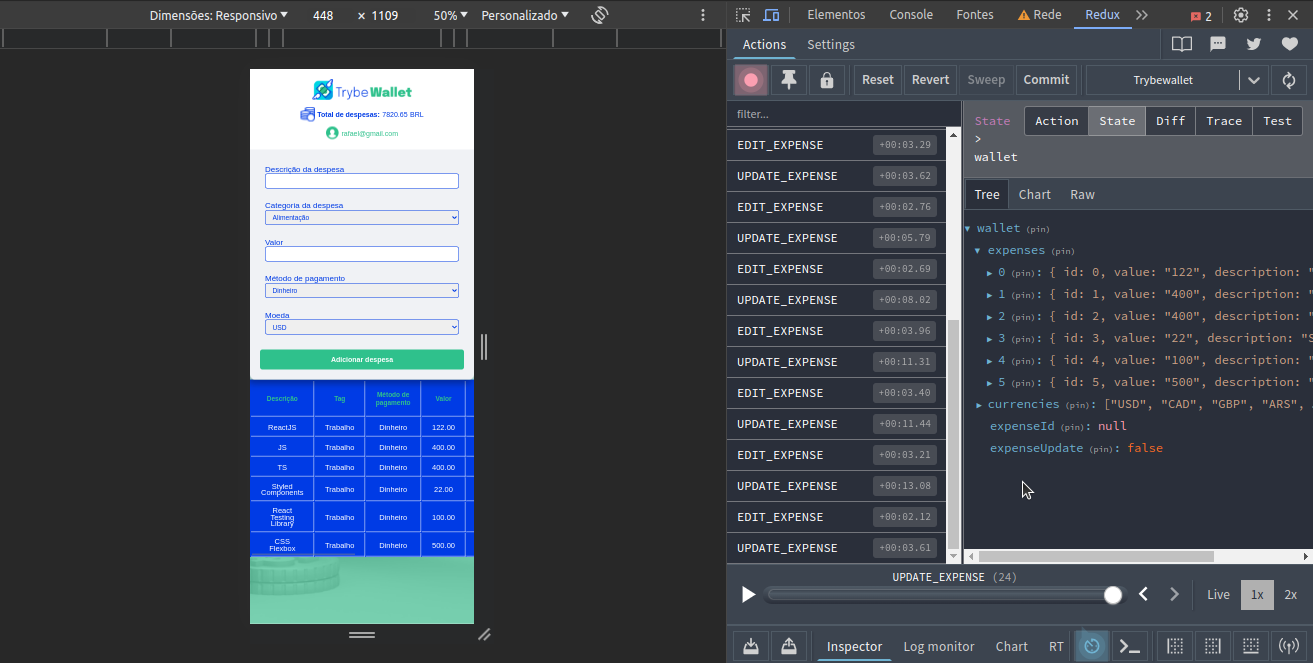 Dimensões: Responsivo 448 × 1109 50% Personalizado
Elementos Console Fontes Rede Redux 2
Actions Settings
Reset Revert Sweep Commit Trybewallet
TrybeWallet
Total de despesas: 7820.65 BRL
rafael@gmail.com
Descrição da despesa
Categoria da despesa
Alimentação
Valor
Método de pagamento
Dinheiro
Moeda
USD
Adicionar despesa
Descrição Tag Método de pagamento Valor
ReactJS Trabalho Dinheiro 122.00
JS Trabalho Dinheiro 400.00
TS Trabalho Dinheiro 400.00
Styled Components Trabalho Dinheiro 22.00
React Testing Library Trabalho Dinheiro 100.00
CSS Flexbox Trabalho Dinheiro 500.00
filter...
EDIT_EXPENSE +00:03.29
UPDATE_EXPENSE +00:03.62
EDIT_EXPENSE +00:02.76
UPDATE_EXPENSE +00:05.79
EDIT_EXPENSE +00:02.69
UPDATE_EXPENSE +00:08.02
EDIT_EXPENSE +00:03.96
UPDATE_EXPENSE +00:11.31
EDIT_EXPENSE +00:03.40
UPDATE_EXPENSE +00:11.44
EDIT_EXPENSE +00:03.21
UPDATE_EXPENSE +00:13.08
EDIT_EXPENSE +00:02.12
UPDATE_EXPENSE +00:03.61
State Action State Diff Trace Test
>
wallet
Tree Chart Raw
wallet (pin)
expenses (pin)
0 (pin): { id: 0, value: "122", description: "
1 (pin): { id: 1, value: "400", description: "
2 (pin): { id: 2, value: "400", description: "
3 (pin): { id: 3, value: "22", description: "S
4 (pin): { id: 4, value: "100", description: "
5 (pin): { id: 5, value: "500", description: "
currencies (pin): ["USD", "CAD", "GBP", "ARS",
expenseId (pin): null
expenseUpdate (pin): false
UPDATE_EXPENSE (24)
Live 1x 2x
Inspector Log monitor Chart RT